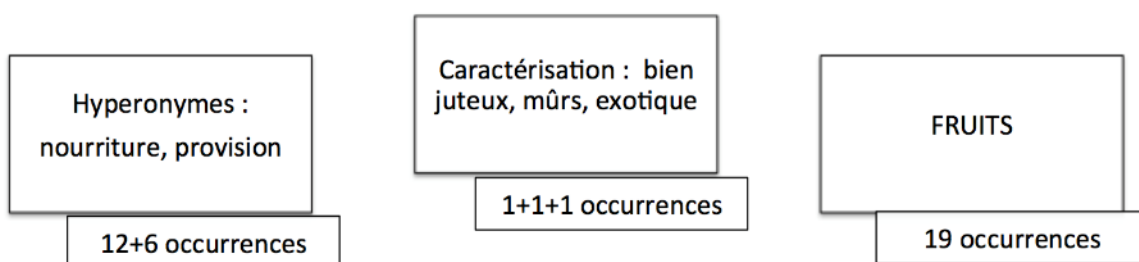 Hyperonymes :
nourriture, provision
12+6 occurrences
Caractérisation : bien
juteux, mûrs, exotique
1+1+1 occurrences
FRUITS
19 occurrences